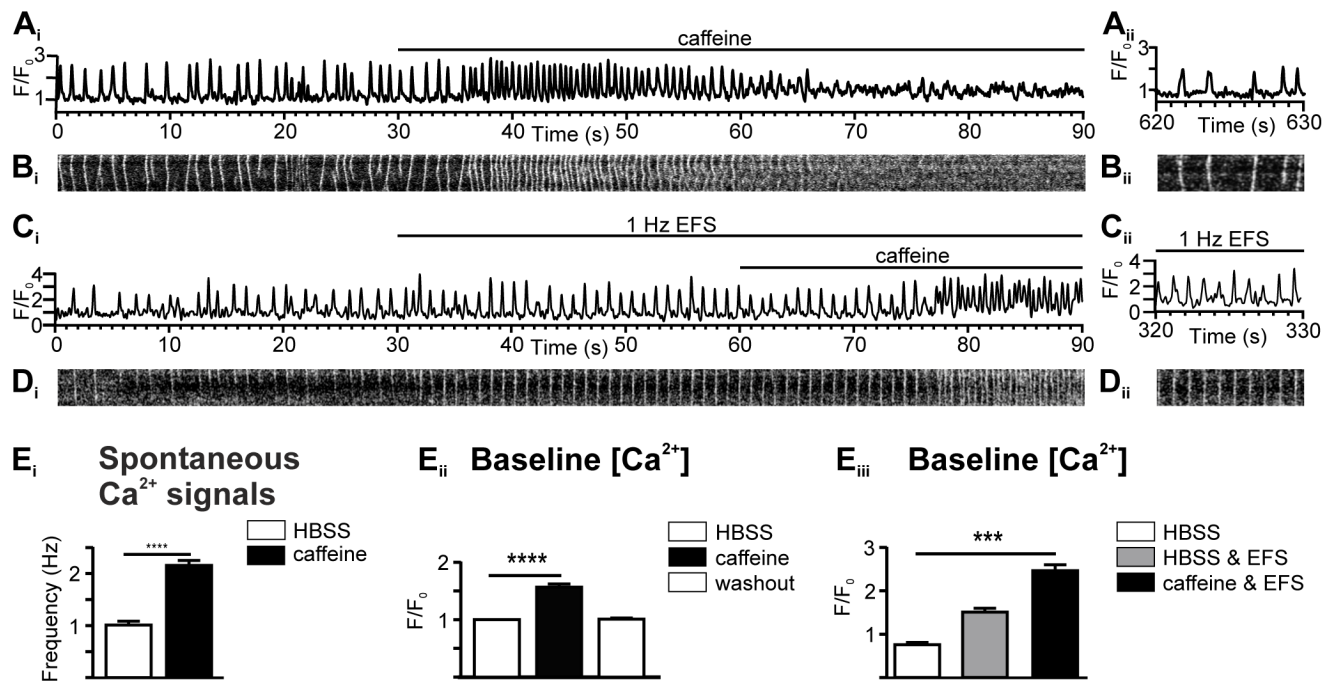 Ai
caffeine
Aii
F/F0
3
1
0 10 20 30 40 50 60 70 80 90
Time (s)
F/F0
3
1
620 630
Time (s)
Bi
Bii
Ci
1 Hz EFS
caffeine
Cii
1 Hz EFS
F/F0
4
2
0
0 10 20 30 40 50 60 70 80 90
Time (s)
F/F0
4
2
0
320 330
Time (s)
Di
Dii
Ei Spontaneous
Ca2+ signals
HBSS
caffeine
****
Frequency (Hz)
2
1
Eii Baseline [Ca2+]
HBSS
caffeine
washout
****
F/F0
2
1
Eiii Baseline [Ca2+]
HBSS
HBSS & EFS
caffeine & EFS
***
F/F0
3
2
1